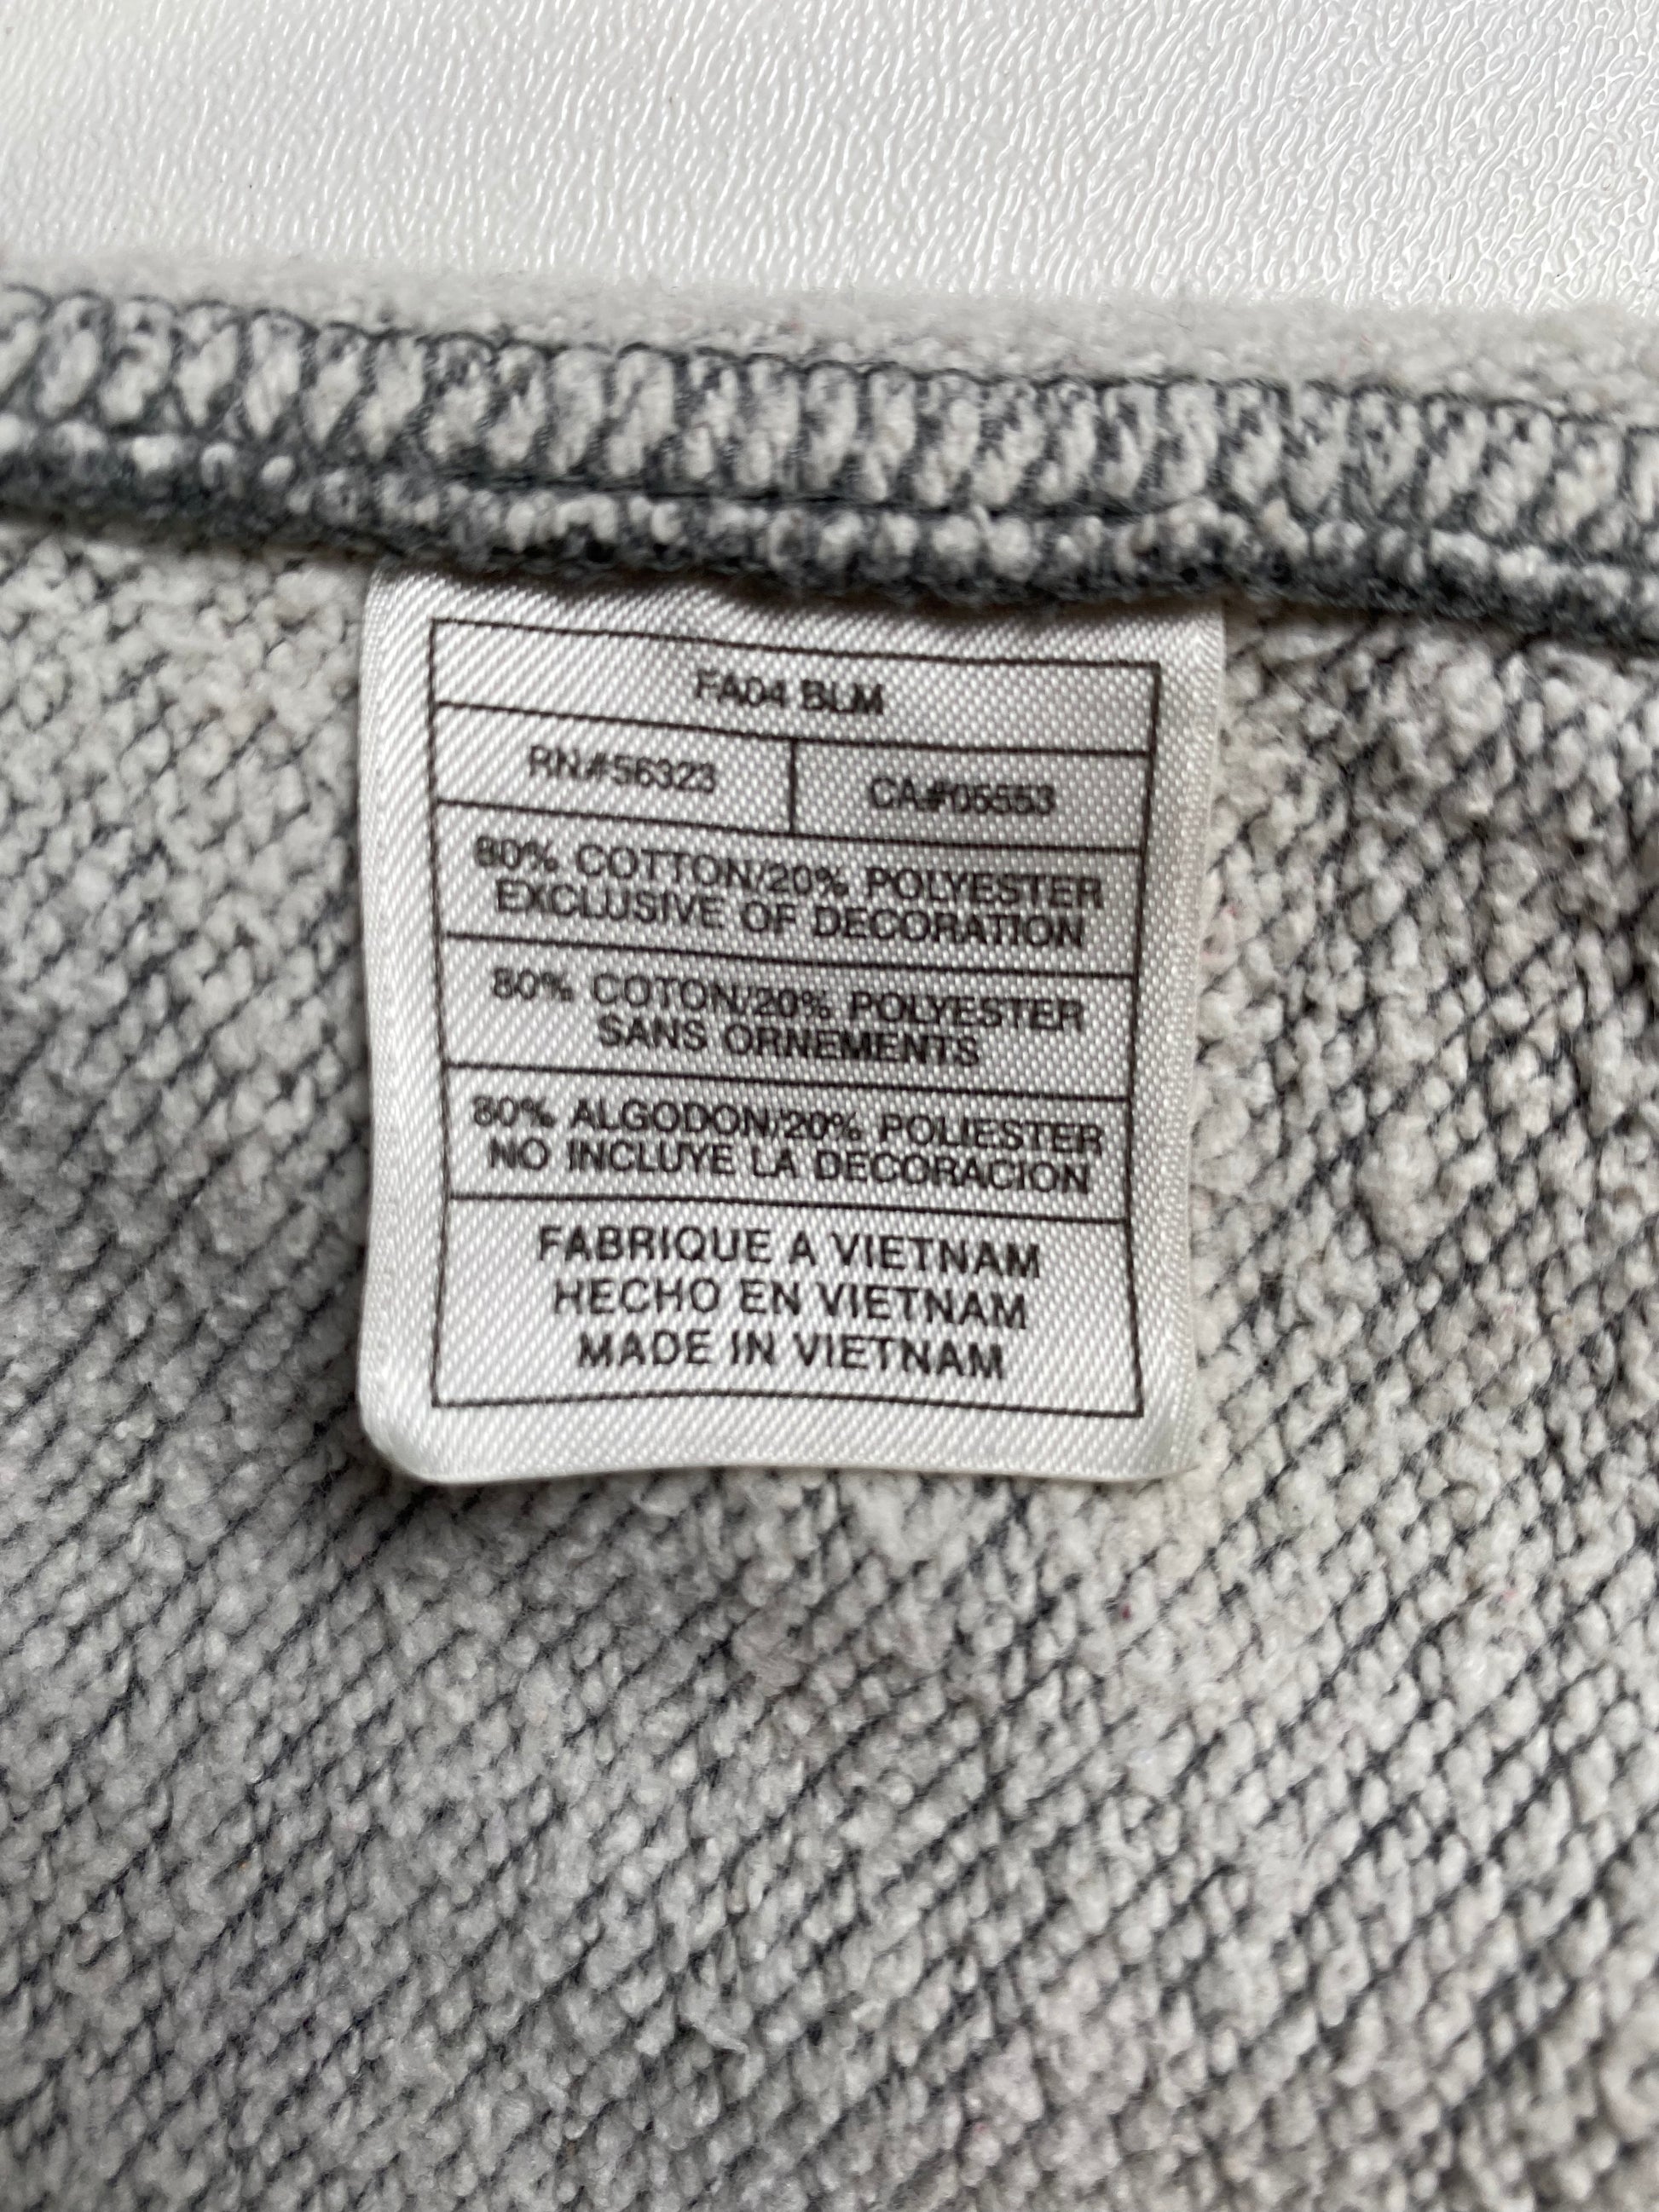 FA04 BLM
RN#56323 CA#05553
80% COTTON/20% POLYESTER
EXCLUSIVE OF DECORATION
80% COTON/20% POLYESTER
SANS ORNEMENTS
80% ALGODON/20% POLIESTER
NO INCLUYE LA DECORACION
FABRIQUE A VIETNAM
HECHO EN VIETNAM
MADE IN VIETNAM